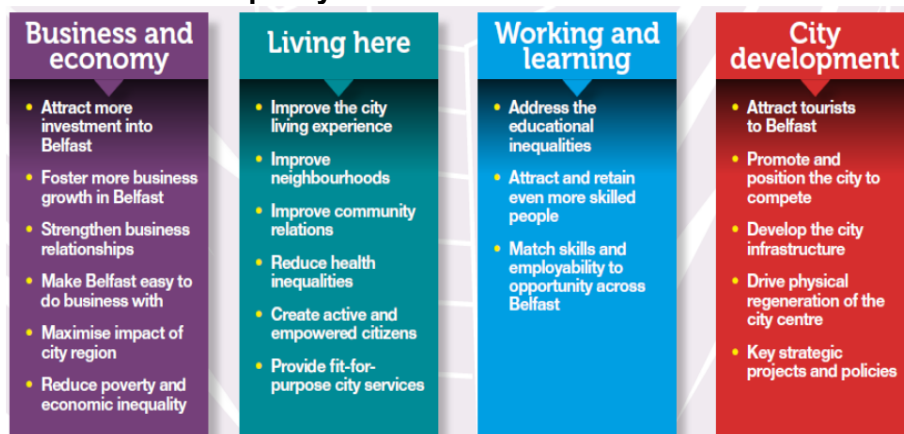 Business and
economy
• Attract more
investment into
Belfast
• Foster more business
growth in Belfast
• Strengthen business
relationships
• Make Belfast easy to
do business with
• Maximise impact of
city region
• Reduce poverty and
economic inequality
Living here
• Improve the city
living experience
• Improve
neighbourhoods
• Improve community
relations
• Reduce health
inequalities
• Create active and
empowered citizens
• Provide fit-for-
purpose city services
Working and
learning
• Address the
educational
inequalities
• Attract and retain
even more skilled
people
• Match skills and
employability to
opportunity across
Belfast
City
development
• Attract tourists
to Belfast
• Promote and
position the city to
compete
• Develop the city
infrastructure
• Drive physical
regeneration of the
city centre
• Key strategic
projects and policies